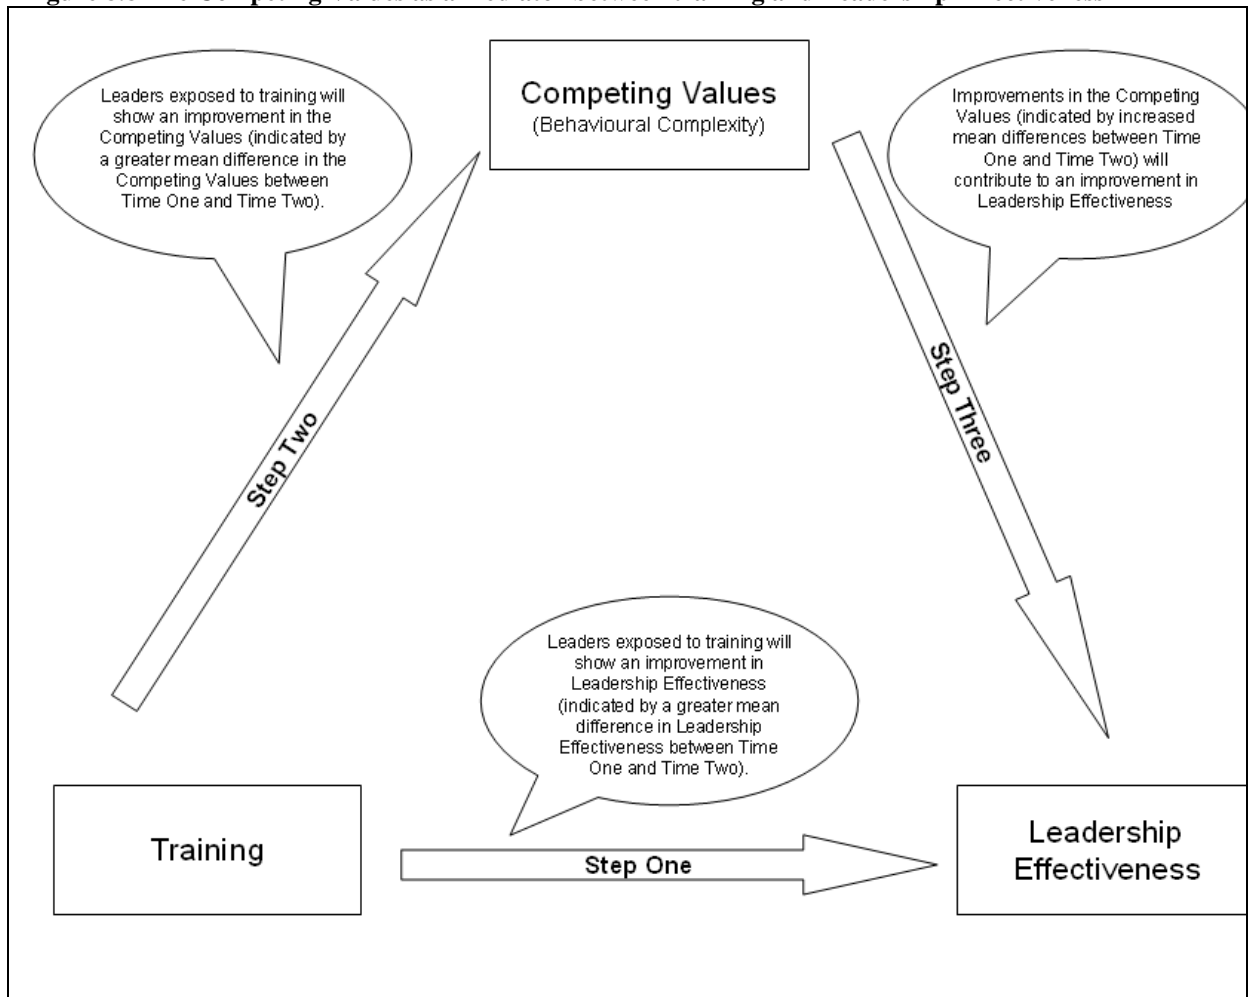 Competing Values
(Behavioural Complexity)
Leaders exposed to training will
show an improvement in the
Competing Values (indicated by
a greater mean difference in the
Competing Values between
Time One and Time Two).
Improvements in the Competing
Values (indicated by increased
mean differences between Time
One and Time Two) will
contribute to an improvement in
Leadership Effectiveness
Step Two
Step Three
Leaders exposed to training will
show an improvement in
Leadership Effectiveness
(indicated by a greater mean
difference in Leadership
Effectiveness between Time
One and Time Two).
Training
Step One
Leadership
Effectiveness